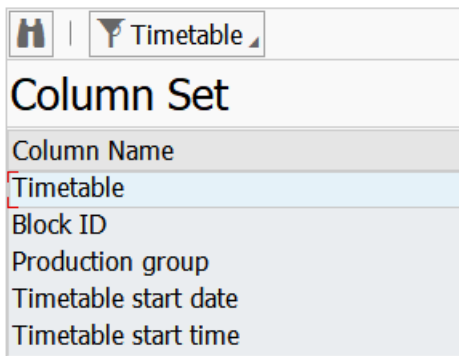 Timetable
Column Set
Column Name
Timetable
Block ID
Production group
Timetable start date
Timetable start time